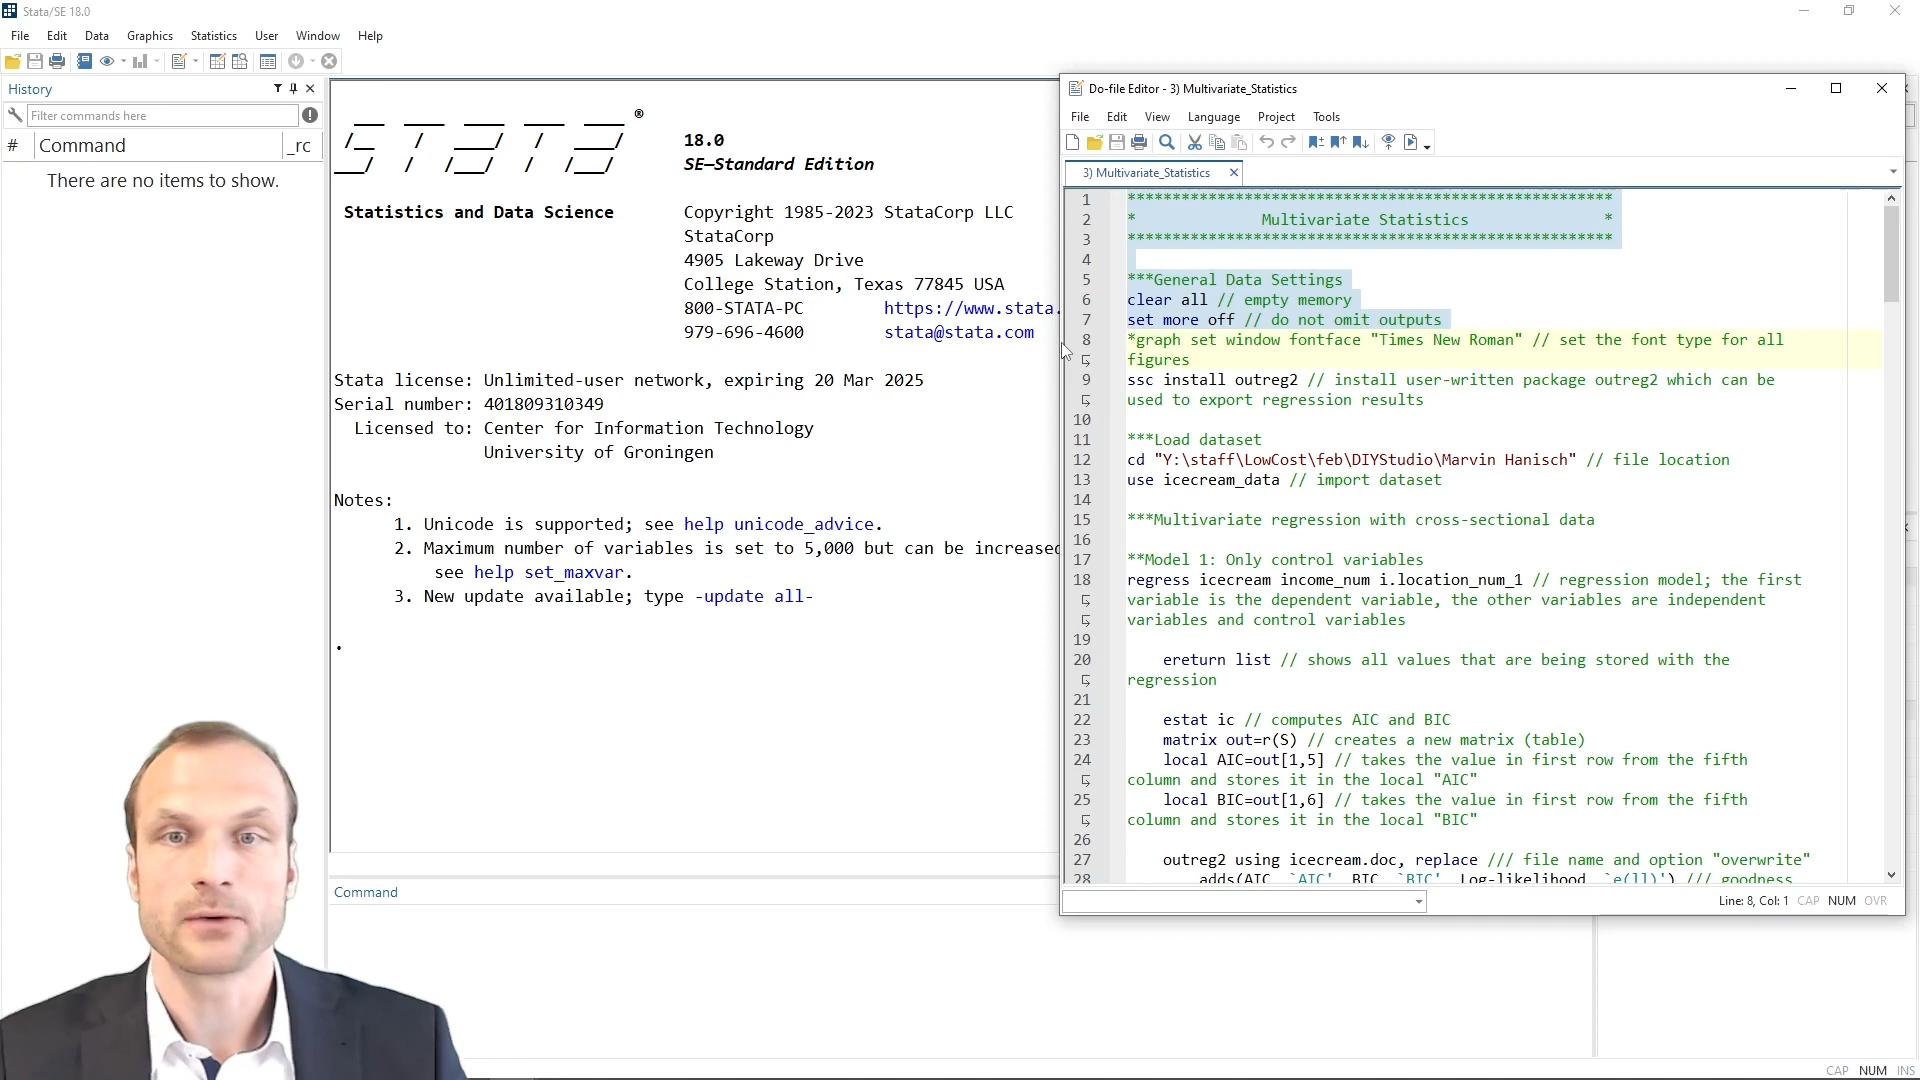 Stata/SE 18.0
File Edit Data Graphics Statistics User Window Help
History
Filter commands here
# Command _rc
There are no items to show.
®
18.0
SE—Standard Edition
Statistics and Data Science Copyright 1985-2023 StataCorp LLC
StataCorp
4905 Lakeway Drive
College Station, Texas 77845 USA
800-STATA-PC https://www.stata.
979-696-4600 stata@stata.com
Stata license: Unlimited-user network, expiring 20 Mar 2025
Serial number: 401809310349
Licensed to: Center for Information Technology
University of Groningen
Notes:
1. Unicode is supported; see help unicode_advice.
2. Maximum number of variables is set to 5,000 but can be increased
see help set_maxvar.
3. New update available; type -update all-
.
Command
Do-file Editor - 3) Multivariate_Statistics
File Edit View Language Project Tools
3) Multivariate_Statistics
1 ******************************************************
2 * Multivariate Statistics *
3 ******************************************************
4
5 ***General Data Settings
6 clear all // empty memory
7 set more off // do not omit outputs
8 *graph set window fontface "Times New Roman" // set the font type for all
figures
9 ssc install outreg2 // install user-written package outreg2 which can be
used to export regression results
10
11 ***Load dataset
12 cd "Y:\staff\LowCost\feb\DIYStudio\Marvin Hanisch" // file location
13 use icecream_data // import dataset
14
15 ***Multivariate regression with cross-sectional data
16
17 **Model 1: Only control variables
18 regress icecream income_num i.location_num_1 // regression model; the first
variable is the dependent variable, the other variables are independent
variables and control variables
19
20 ereturn list // shows all values that are being stored with the
regression
21
22 estat ic // computes AIC and BIC
23 matrix out=r(S) // creates a new matrix (table)
24 local AIC=out[1,5] // takes the value in first row from the fifth
column and stores it in the local "AIC"
25 local BIC=out[1,6] // takes the value in first row from the fifth
column and stores it in the local "BIC"
26
27 outreg2 using icecream.doc, replace /// file name and option "overwrite"
28 adds(AIC, `AIC', BIC, `BIC', Log-likelihood, `e(ll)') /// goodness
Line: 8, Col: 1 CAP NUM OVR
CAP NUM INS